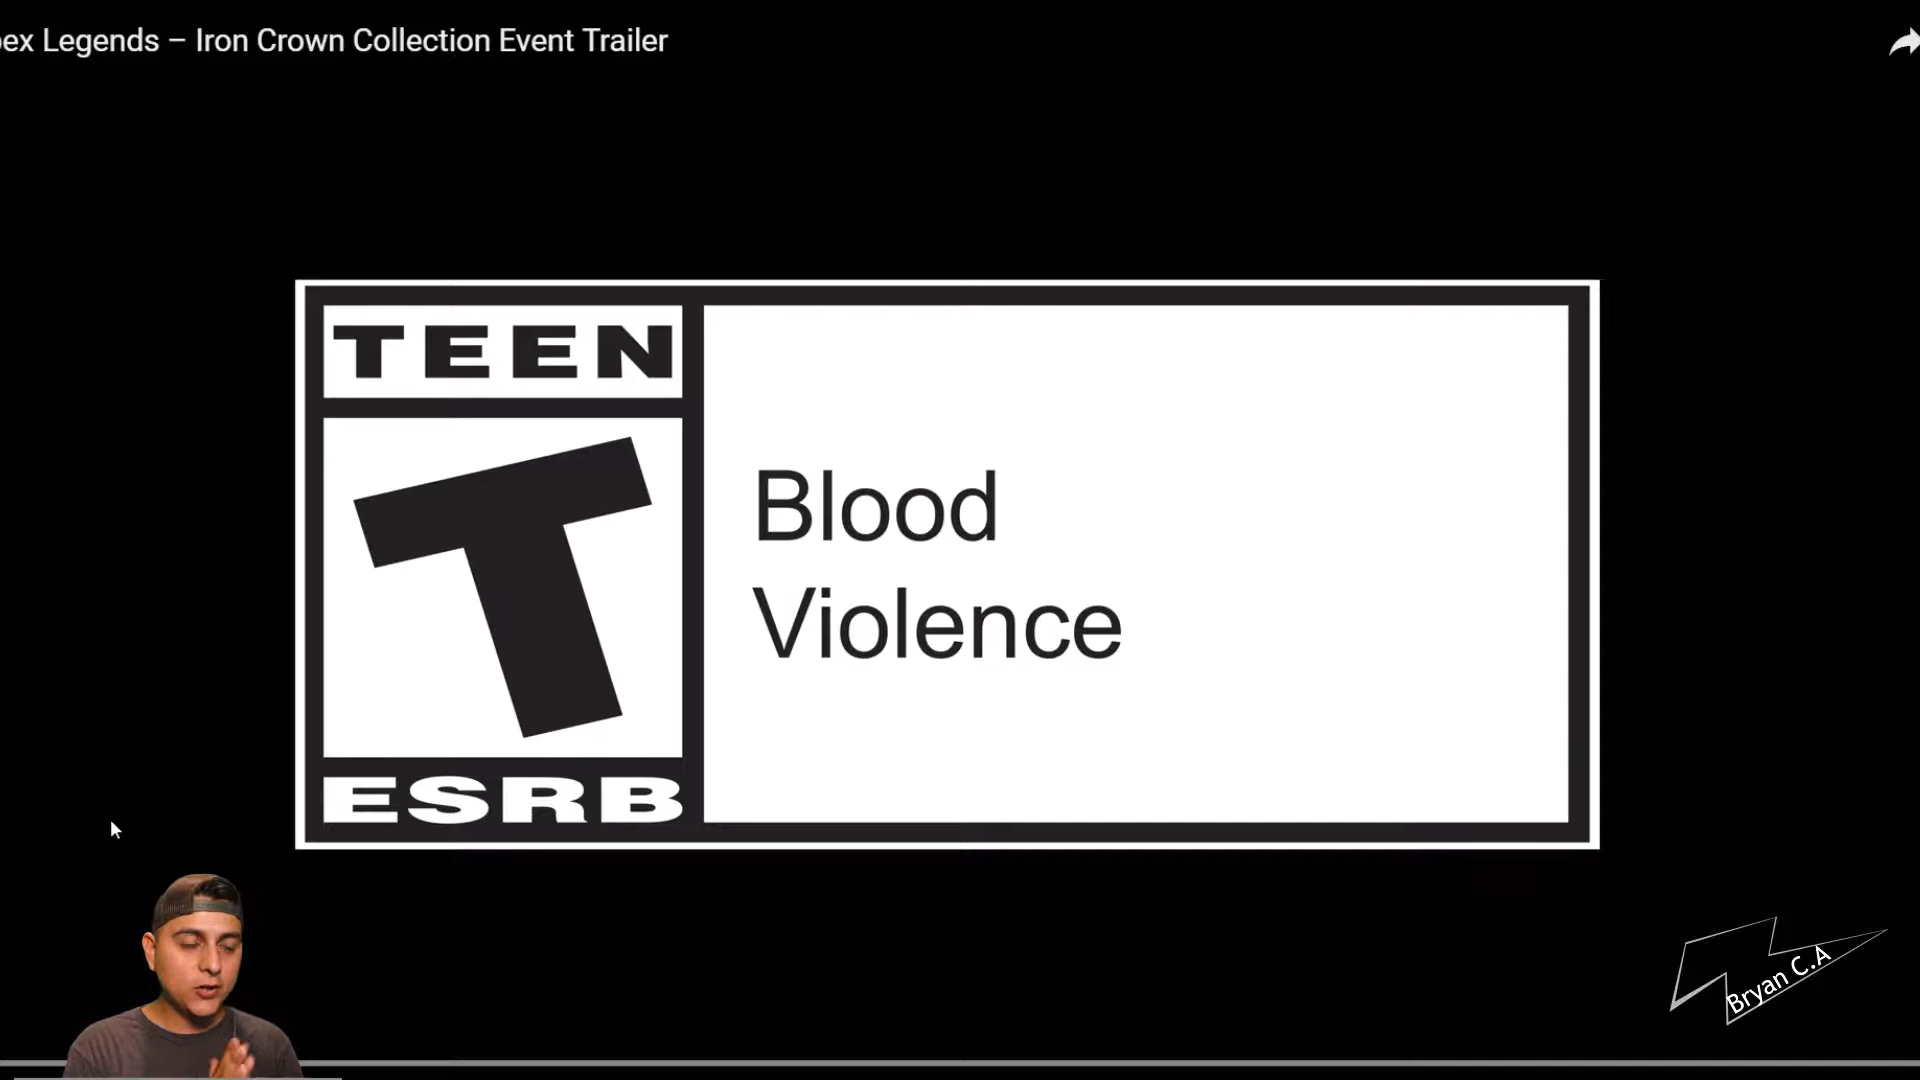 ex Legends – Iron Crown Collection Event Trailer
TEEN
T
Blood
Violence
ESRB
Bryan C.A